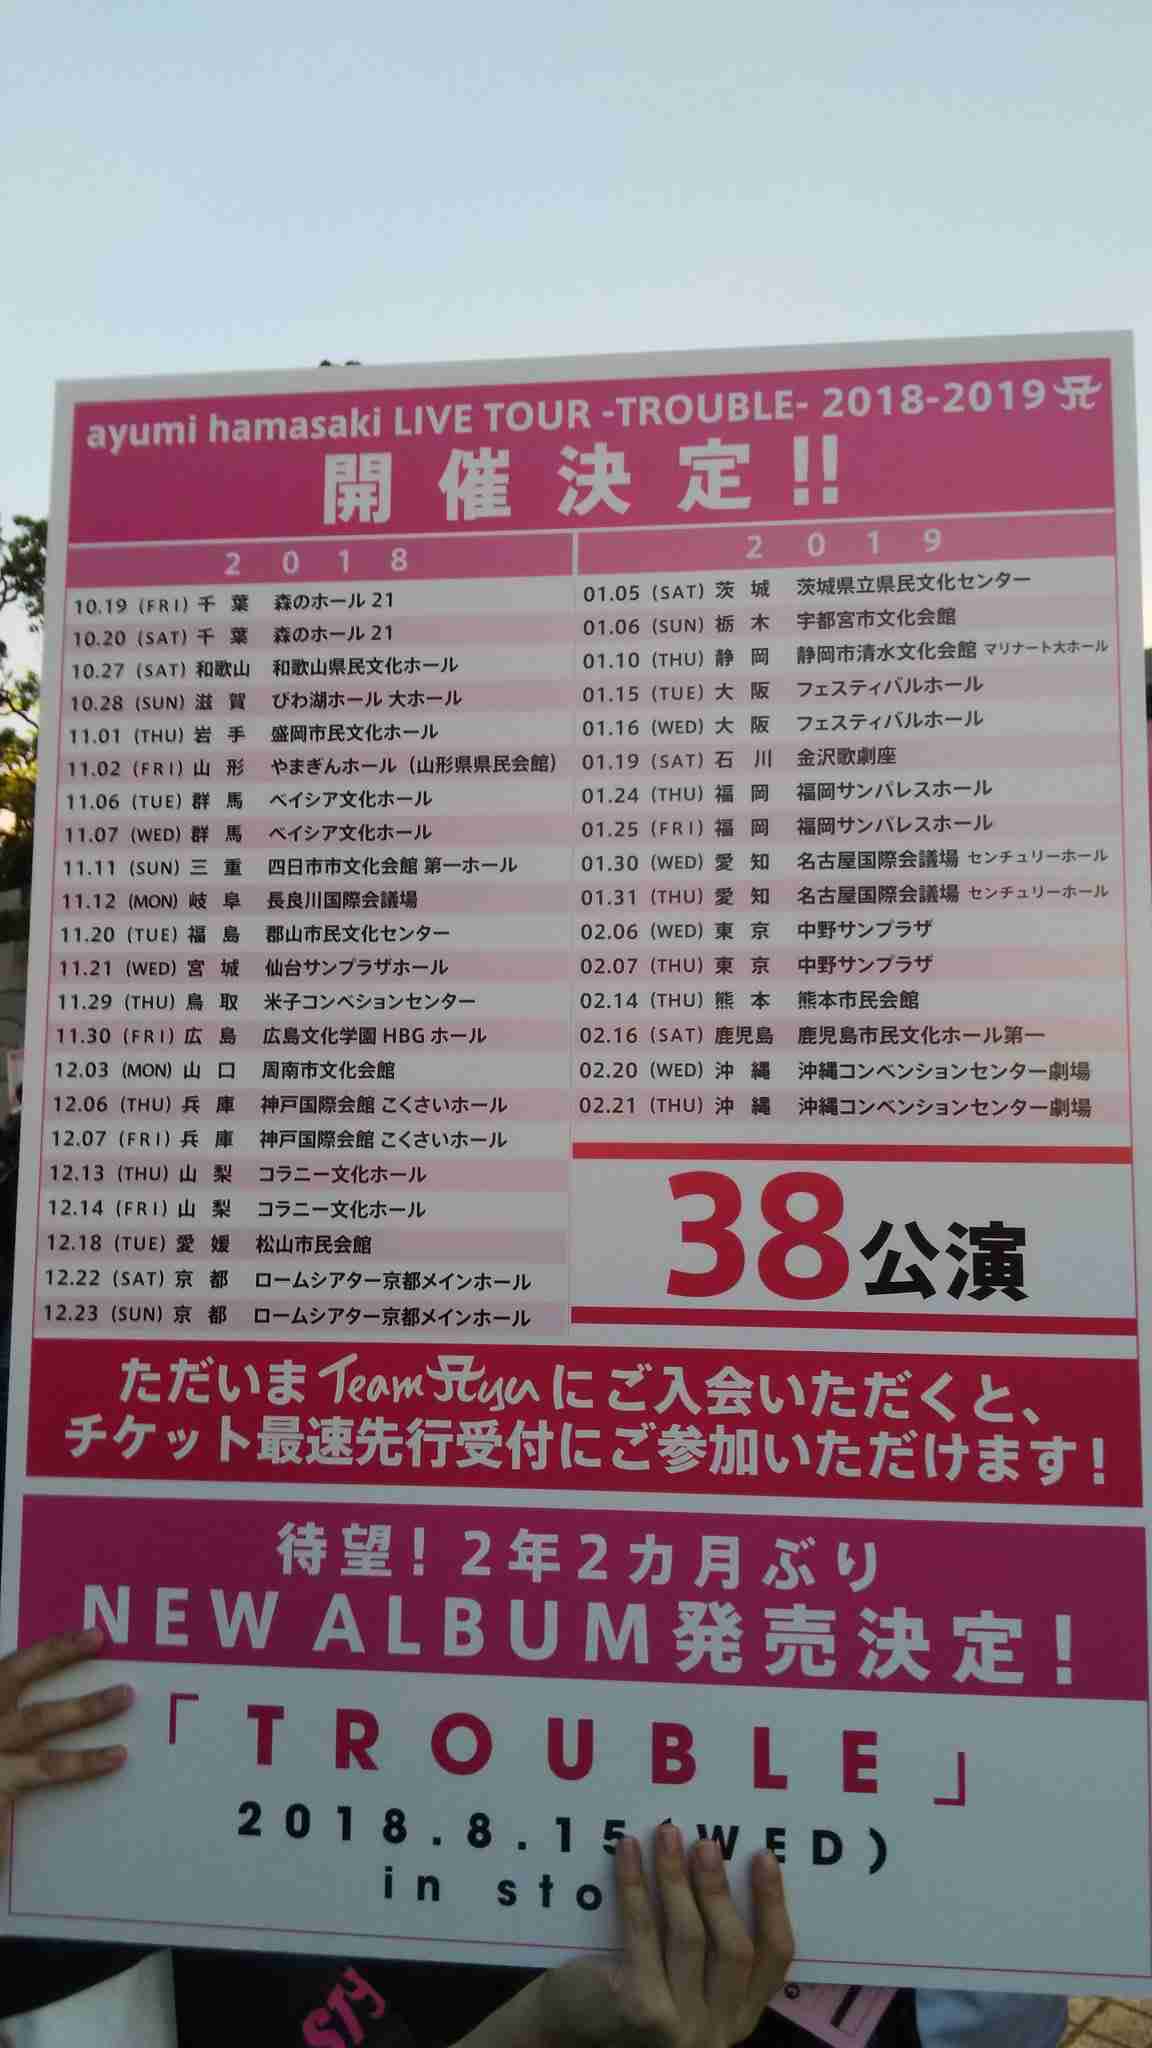 ayumi hamasaki LIVE TOUR -TROUBLE- 2018-2019
開催決定!!
2018
10.19 (FRI) 千葉 森のホール 21
10.20 (SAT) 千葉 森のホール 21
10.27 (SAT) 和歌山 和歌山県民文化ホール
10.28 (SUN) 滋賀 びわ湖ホール 大ホール
11.01 (THU) 岩手 盛岡市民文化ホール
11.02 (FRI) 山形 やまぎんホール（山形県県民会館）
11.06 (TUE) 群馬 ベイシア文化ホール
11.07 (WED) 群馬 ベイシア文化ホール
11.11 (SUN) 三重 四日市市文化会館 第一ホール
11.12 (MON) 岐阜 長良川国際会議場
11.20 (TUE) 福島 郡山市民文化センター
11.21 (WED) 宮城 仙台サンプラザホール
11.29 (THU) 鳥取 米子コンベションセンター
11.30 (FRI) 広島 広島文化学園 HBG ホール
12.03 (MON) 山口 周南市文化会館
12.06 (THU) 兵庫 神戸国際会館 こくさいホール
12.07 (FRI) 兵庫 神戸国際会館 こくさいホール
12.13 (THU) 山梨 コラニー文化ホール
12.14 (FRI) 山梨 コラニー文化ホール
12.18 (TUE) 愛媛 松山市民会館
12.22 (SAT) 京都 ロームシアター京都メインホール
12.23 (SUN) 京都 ロームシアター京都メインホール
2019
01.05 (SAT) 茨城 茨城県立県民文化センター
01.06 (SUN) 栃木 宇都宮市文化会館
01.10 (THU) 静岡 静岡市清水文化会館 マリナート大ホール
01.15 (TUE) 大阪 フェスティバルホール
01.16 (WED) 大阪 フェスティバルホール
01.19 (SAT) 石川 金沢歌劇座
01.24 (THU) 福岡 福岡サンパレスホール
01.25 (FRI) 福岡 福岡サンパレスホール
01.30 (WED) 愛知 名古屋国際会議場 センチュリーホール
01.31 (THU) 愛知 名古屋国際会議場 センチュリーホール
02.06 (WED) 東京 中野サンプラザ
02.07 (THU) 東京 中野サンプラザ
02.14 (THU) 熊本 熊本市民会館
02.16 (SAT) 鹿児島 鹿児島市民文化ホール第一
02.20 (WED) 沖縄 沖縄コンベンションセンター劇場
02.21 (THU) 沖縄 沖縄コンベンションセンター劇場
38公演
ただいま TeamAyu にご入会いただくと、
チケット最速先行受付にご参加いただけます！
待望！2年2カ月ぶり
NEW ALBUM発売決定！
「TROUBLE」
2018.8.15(WED)
in sto
STY